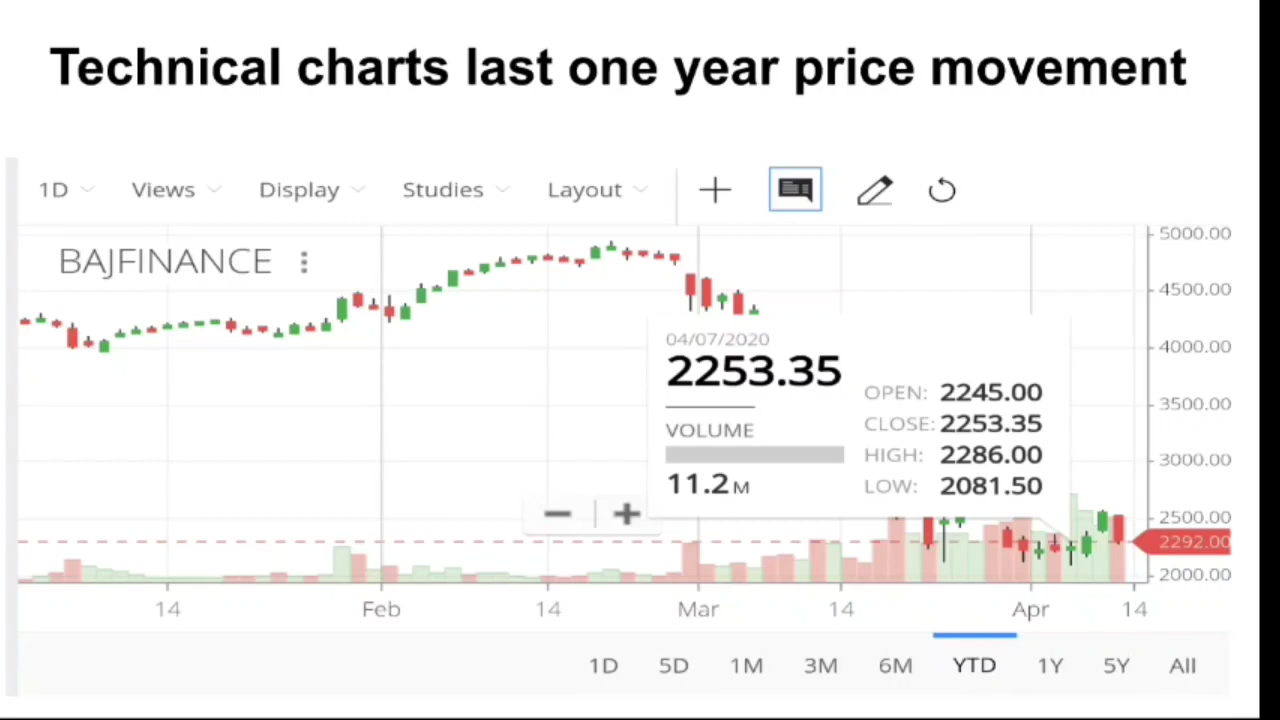 Technical charts last one year price movement
1D Views Display Studies Layout
BAJFINANCE
5000.00
4500.00
4000.00
3500.00
3000.00
2500.00
2292.00
2000.00
04/07/2020
2253.35
VOLUME
11.2 M
OPEN: 2245.00
CLOSE: 2253.35
HIGH: 2286.00
LOW: 2081.50
14 Feb 14 Mar 14 Apr 14
1D 5D 1M 3M 6M YTD 1Y 5Y All